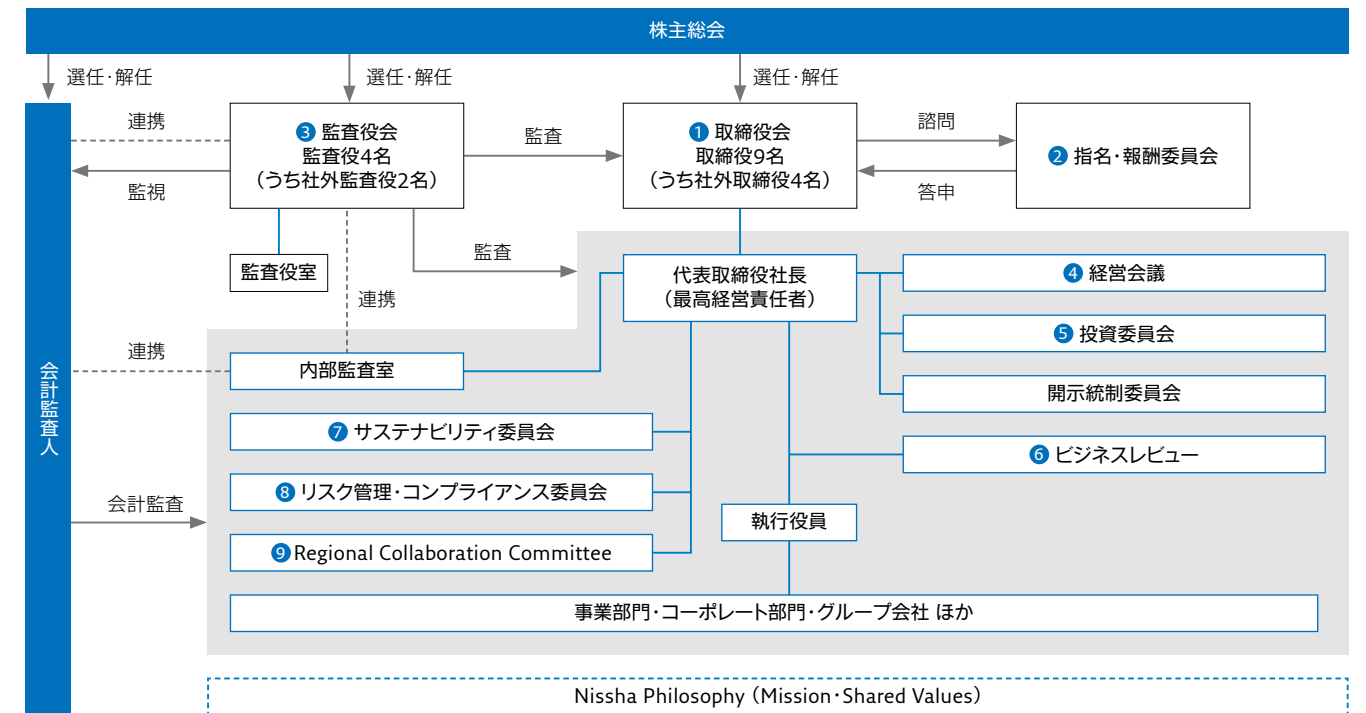 株主総会
選任・解任
選任・解任
選任・解任
連携
監視
❸ 監査役会
監査役4名
（うち社外監査役2名）
監査
❶ 取締役会
取締役9名
（うち社外取締役4名）
諮問
答申
❷ 指名・報酬委員会
監査役室
監査
連携
代表取締役社長
（最高経営責任者）
❹ 経営会議
❺ 投資委員会
開示統制委員会
❻ ビジネスレビュー
会計監査人
連携
内部監査室
❼ サステナビリティ委員会
❽ リスク管理・コンプライアンス委員会
❾ Regional Collaboration Committee
会計監査
執行役員
事業部門・コーポレート部門・グループ会社 ほか
Nissha Philosophy（Mission・Shared Values）